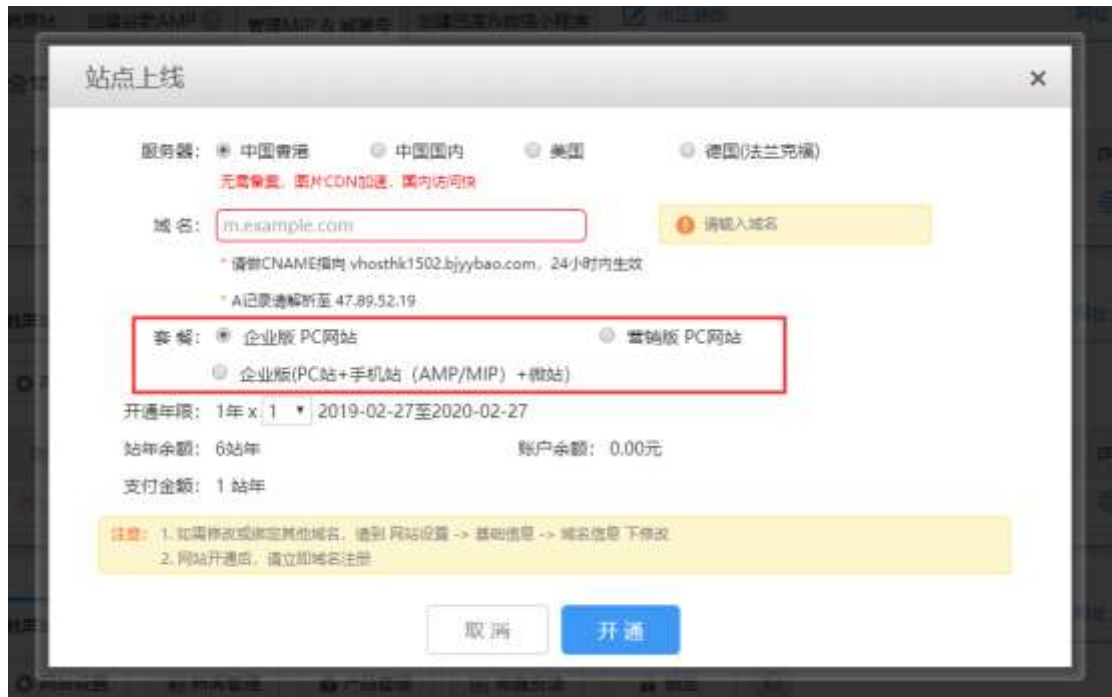 站点上线 ×
服务器： 中国香港 中国国内 美国 德国(法兰克福)
无需备案，图片CDN加速，国内访问快
域 名： m.example.com 请输入域名
* 请做CNAME指向 vhosthk1502.bjyybao.com，24小时内生效
* A记录请解析至 47.89.52.19
套 餐： 企业版 PC网站 营销版 PC网站
企业版(PC站+手机站（AMP/MIP）+微站)
开通年限： 1年 x 1 2019-02-27至2020-02-27
站年余额： 6站年 账户余额： 0.00元
支付金额： 1 站年
注意： 1. 如需修改或绑定其他域名，请到 网站设置 -> 基础信息 -> 域名信息 下修改
2. 网站开通后，请立即域名注册
取 消 开 通